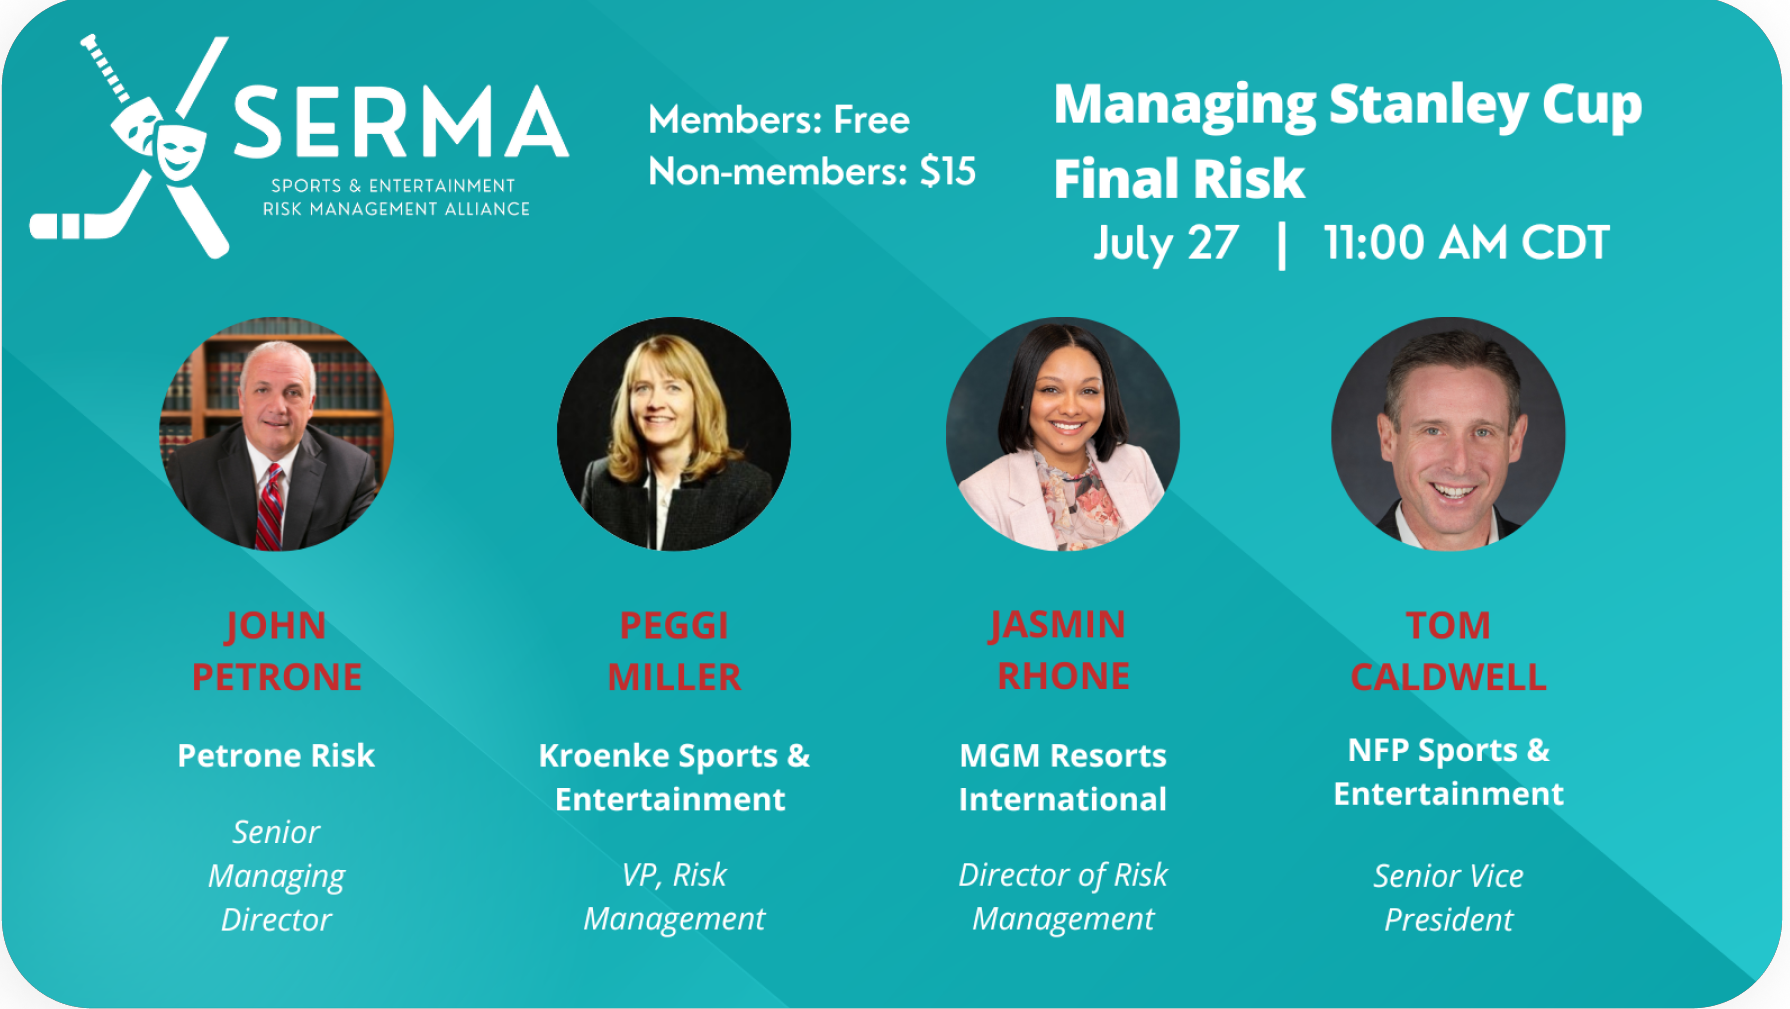 SERMA
SPORTS & ENTERTAINMENT
RISK MANAGEMENT ALLIANCE
Members: Free
Non-members: $15
Managing Stanley Cup
Final Risk
July 27 | 11:00 AM CDT
JOHN
PETRONE
Petrone Risk
Senior
Managing
Director
PEGGI
MILLER
Kroenke Sports &
Entertainment
VP, Risk
Management
JASMIN
RHONE
MGM Resorts
International
Director of Risk
Management
TOM
CALDWELL
NFP Sports &
Entertainment
Senior Vice
President